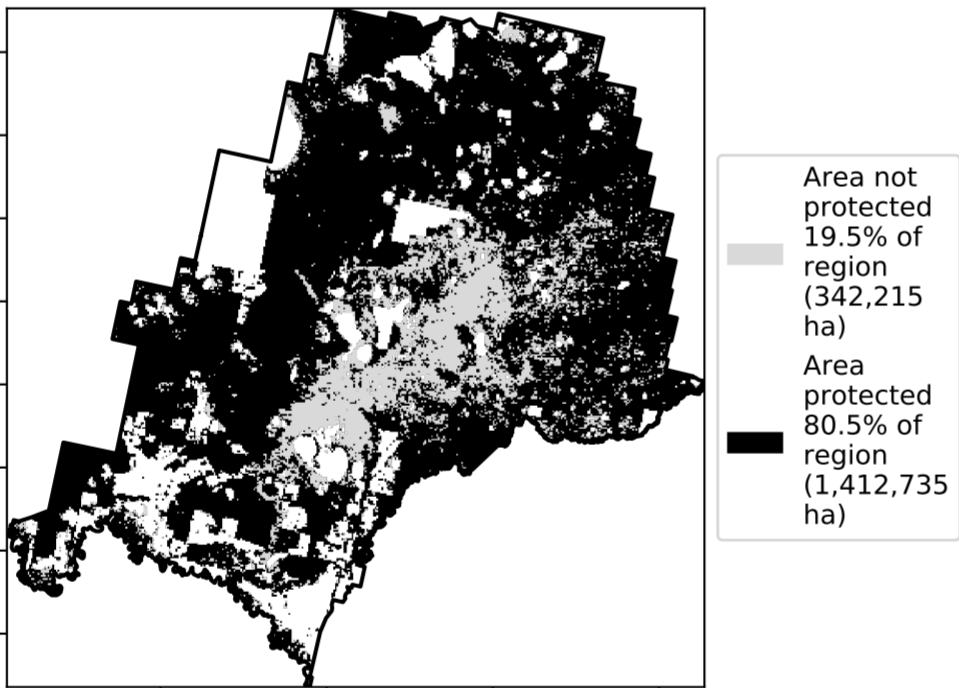 Area not
protected
19.5% of
region
(342,215
ha)
Area
protected
80.5% of
region
(1,412,735
ha)